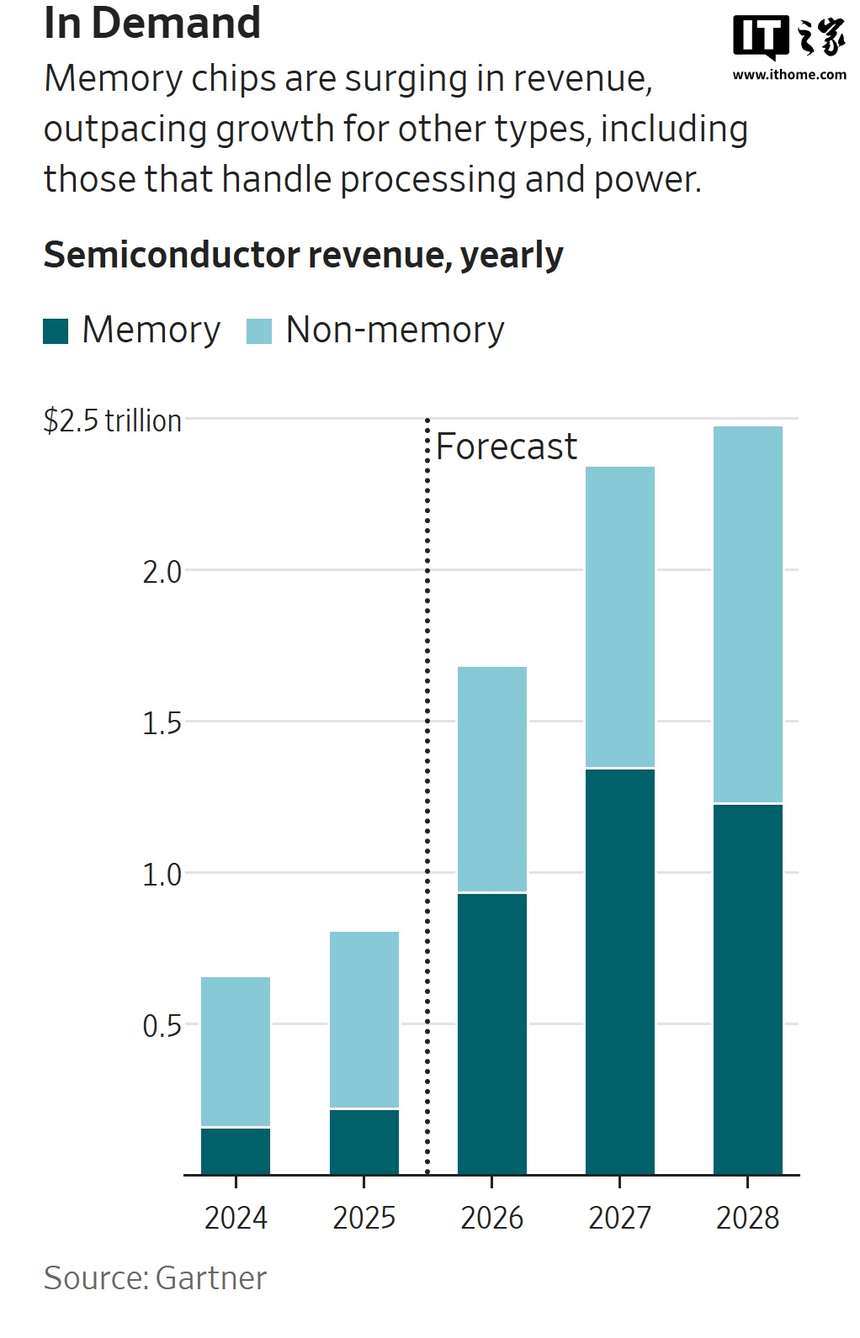 In Demand
IT之家
www.ithome.com
Memory chips are surging in revenue,
outpacing growth for other types, including
those that handle processing and power.
Semiconductor revenue, yearly
Memory
Non-memory
$2.5 trillion
Forecast
2.0
1.5
1.0
0.5
2024
2025
2026
2027
2028
Source: Gartner